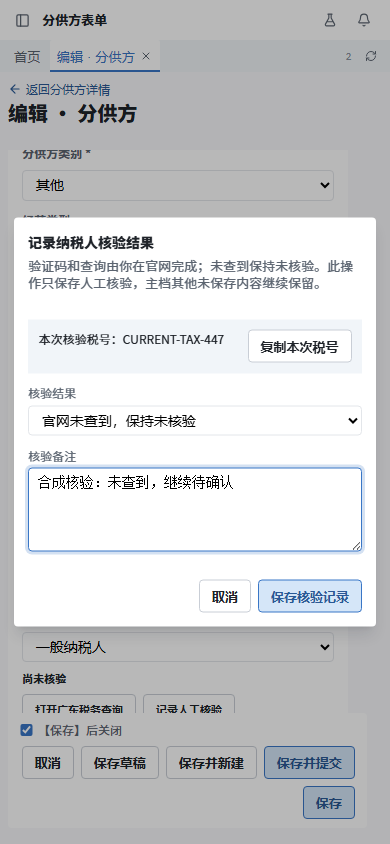 分供方表单
首页
编辑 · 分供方
2
返回分供方详情
编辑 · 分供方
分供方类别 *
其他
记录纳税人核验结果
验证码和查询由你在官网完成；未查到保持未核验。此操
作只保存人工核验，主档其他未保存内容继续保留。
本次核验税号：CURRENT-TAX-447
复制本次税号
核验结果
官网未查到，保持未核验
核验备注
合成核验：未查到，继续待确认
取消
保存核验记录
一般纳税人
尚未核验
打开广东税务查询
记录人工核验
【保存】后关闭
取消
保存草稿
保存并新建
保存并提交
保存